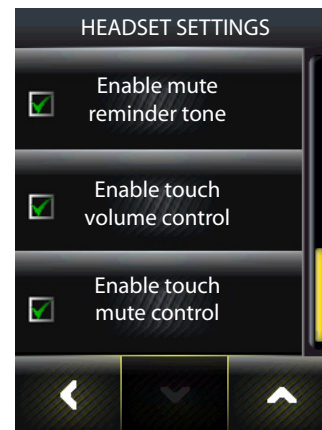 HEADSET SETTINGS
Enable mute
reminder tone
Enable touch
volume control
Enable touch
mute control